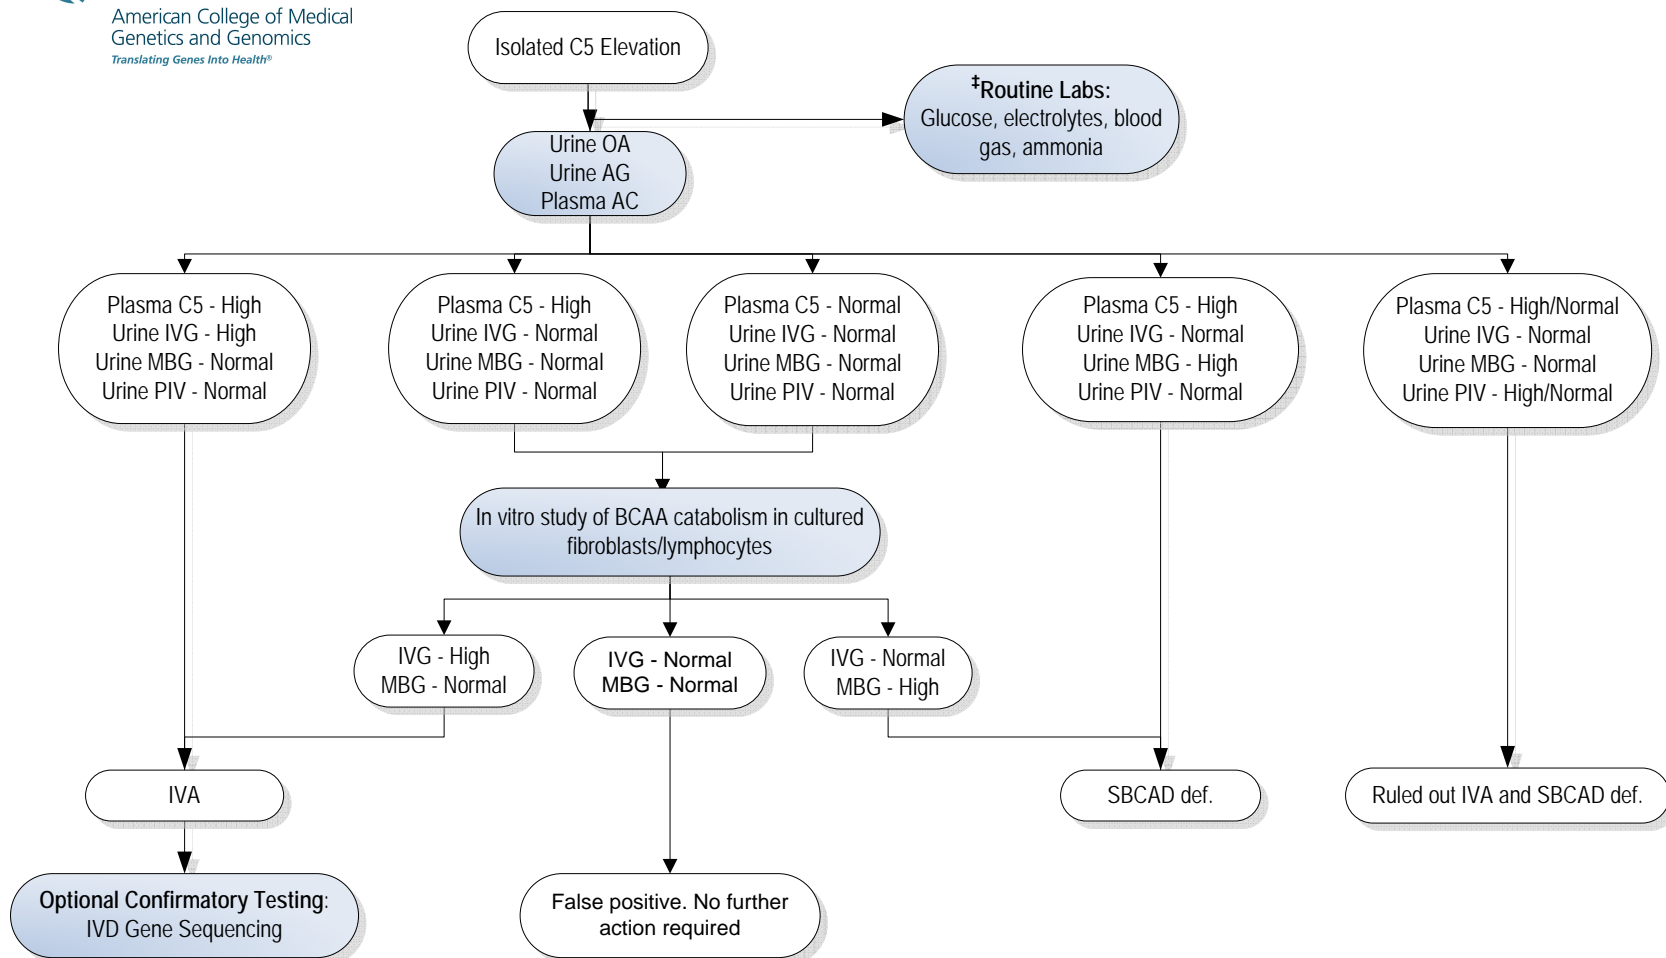 American College of Medical
Genetics and Genomics
Translating Genes Into Health®
Isolated C5 Elevation
‡Routine Labs:
Glucose, electrolytes, blood
gas, ammonia
Urine OA
Urine AG
Plasma AC
Plasma C5 - High
Urine IVG - High
Urine MBG - Normal
Urine PIV - Normal
Plasma C5 - High
Urine IVG - Normal
Urine MBG - Normal
Urine PIV - Normal
Plasma C5 - Normal
Urine IVG - Normal
Urine MBG - Normal
Urine PIV - Normal
Plasma C5 - High
Urine IVG - Normal
Urine MBG - High
Urine PIV - Normal
Plasma C5 - High/Normal
Urine IVG - Normal
Urine MBG - Normal
Urine PIV - High/Normal
In vitro study of BCAA catabolism in cultured
fibroblasts/lymphocytes
IVG - High
MBG - Normal
IVG - Normal
MBG - Normal
IVG - Normal
MBG - High
IVA
SBCAD def.
Ruled out IVA and SBCAD def.
Optional Confirmatory Testing:
IVD Gene Sequencing
False positive. No further
action required